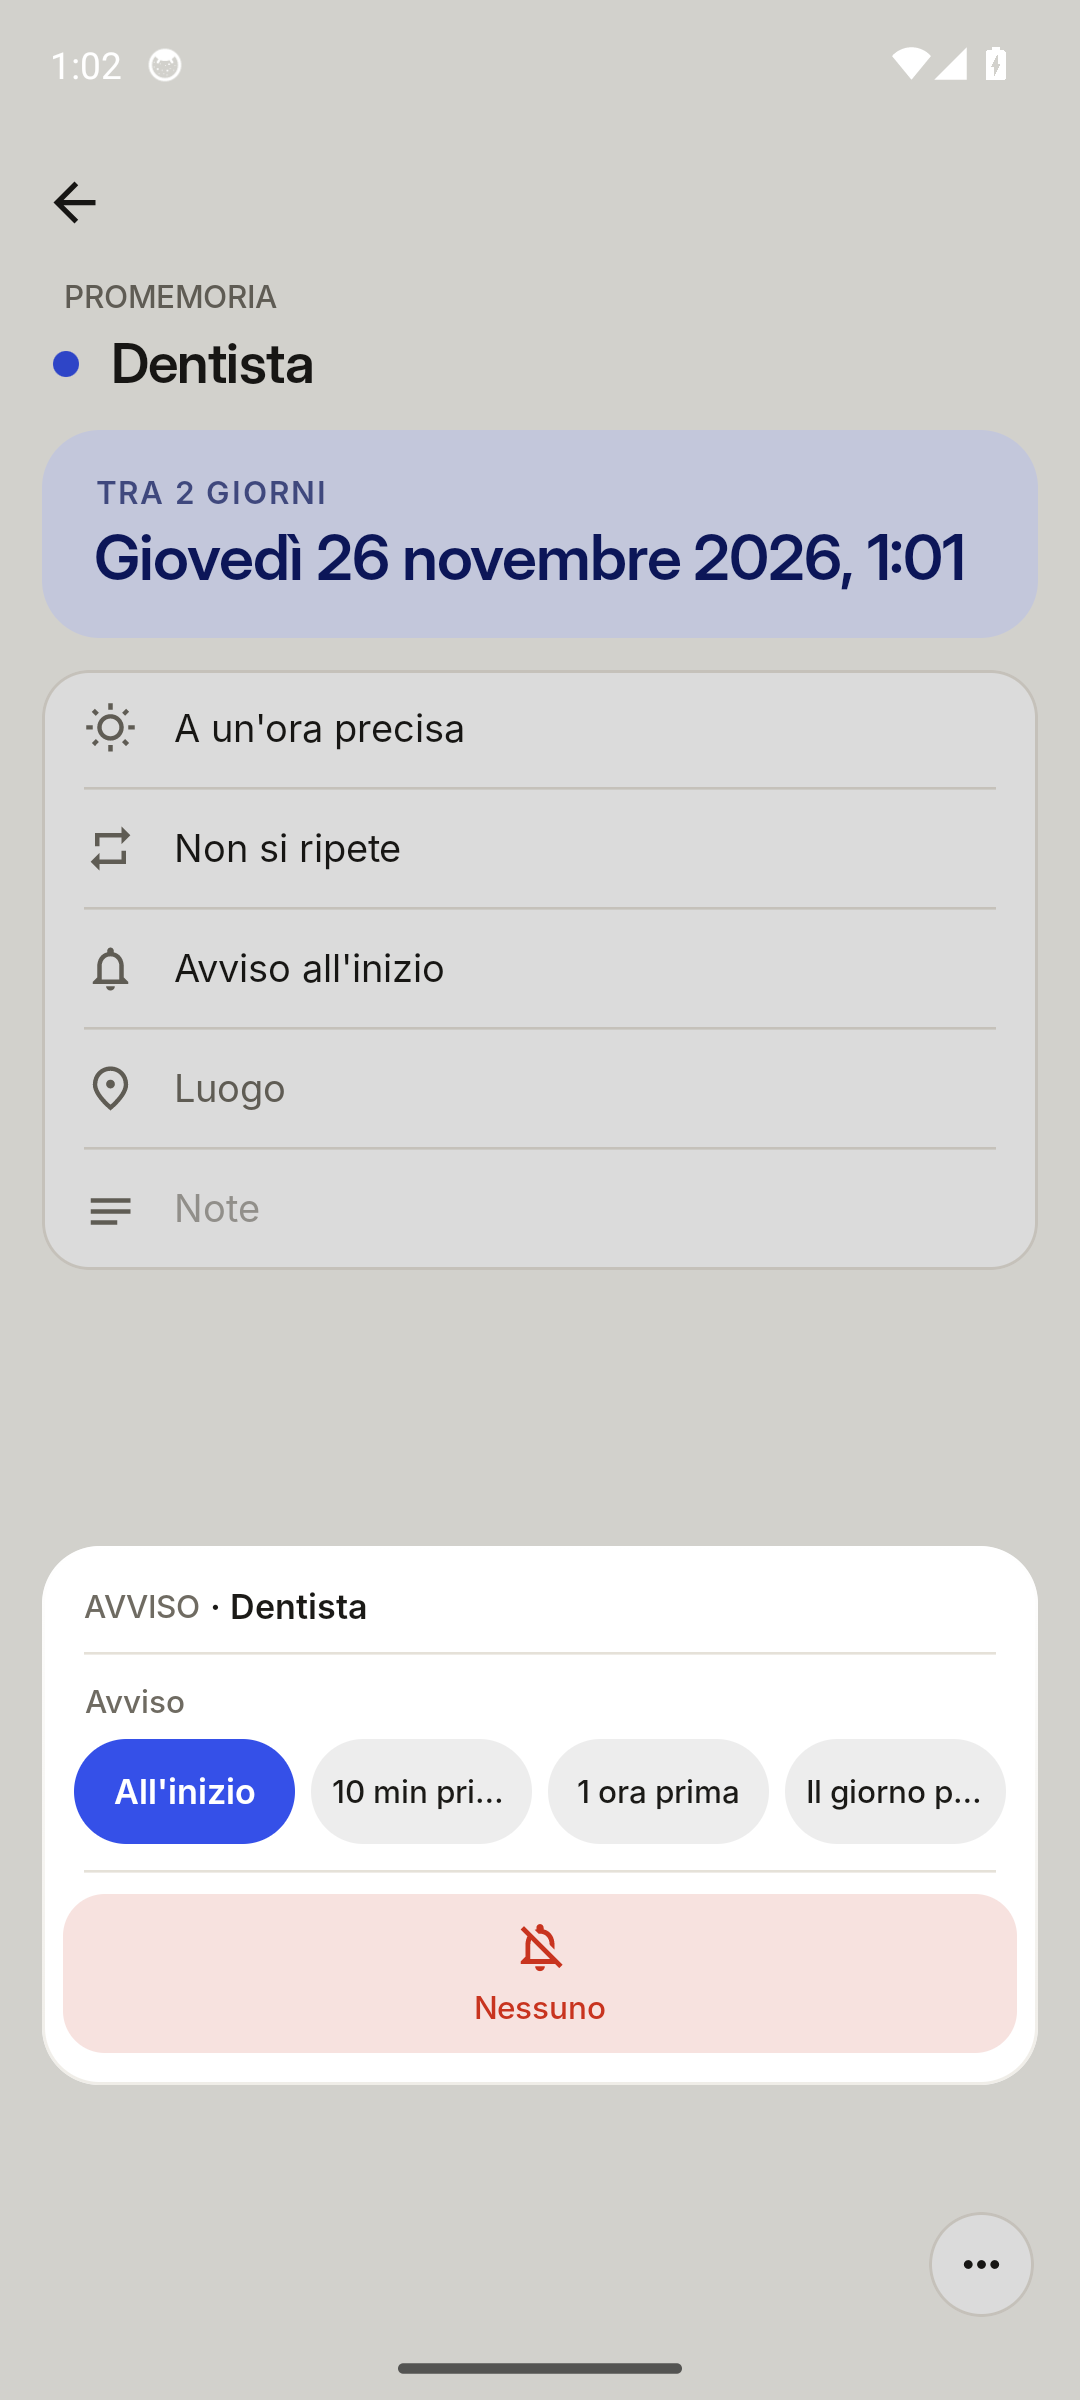 1:02
PROMEMORIA
Dentista
TRA 2 GIORNI
Giovedì 26 novembre 2026, 1:01
A un'ora precisa
Non si ripete
Avviso all'inizio
Luogo
Note
AVVISO · Dentista
Avviso
All'inizio 10 min pri... 1 ora prima Il giorno p...
Nessuno